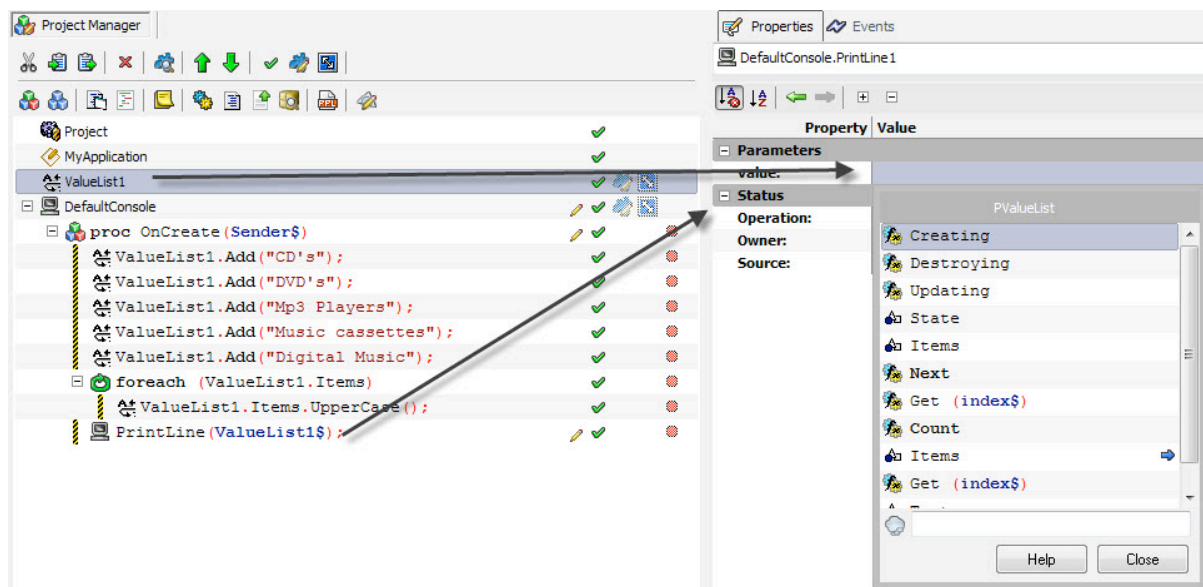 Project Manager
Properties
Events
DefaultConsole.PrintLine1
Property Value
Project
MyApplication
ValueList1
DefaultConsole
proc OnCreate(Sender$)
ValueList1.Add("CD's");
ValueList1.Add("DVD's");
ValueList1.Add("Mp3 Players");
ValueList1.Add("Music cassettes");
ValueList1.Add("Digital Music");
foreach (ValueList1.Items)
ValueList1.Items.UpperCase();
PrintLine(ValueList1$);
Parameters
Value:
Status
Operation:
Owner:
Source:
PValueList
Creating
Destroying
Updating
State
Items
Next
Get (index$)
Count
Items
Get (index$)
Help
Close